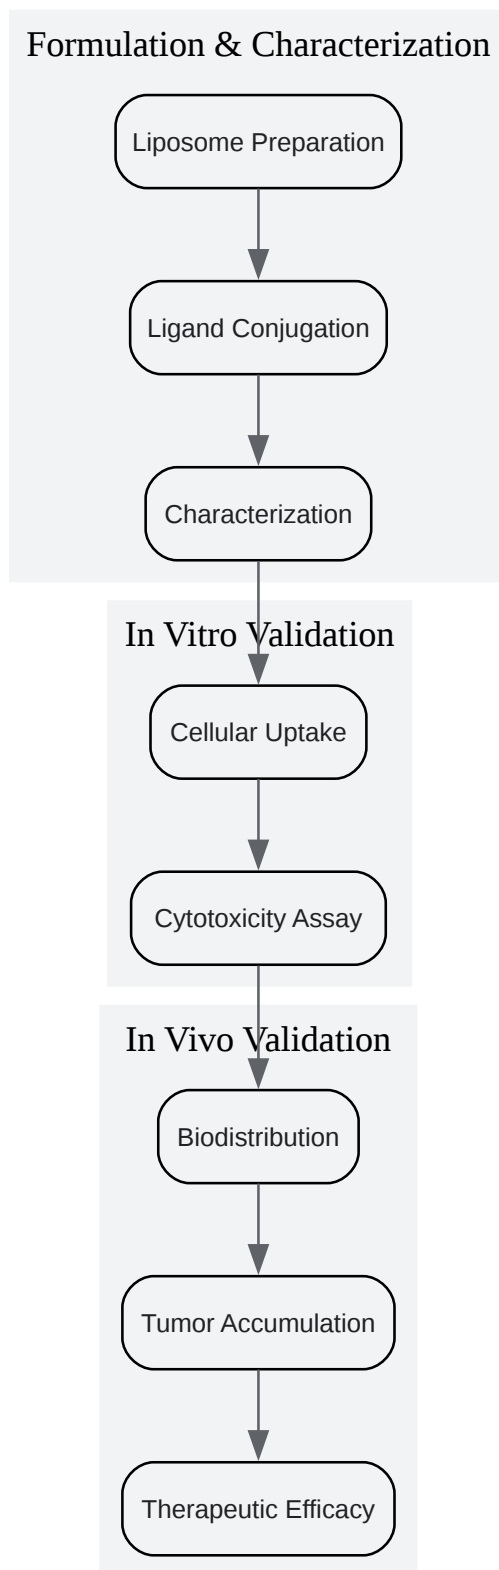 Formulation & Characterization
Liposome Preparation
Ligand Conjugation
Characterization
In Vitro Validation
Cellular Uptake
Cytotoxicity Assay
In Vivo Validation
Biodistribution
Tumor Accumulation
Therapeutic Efficacy